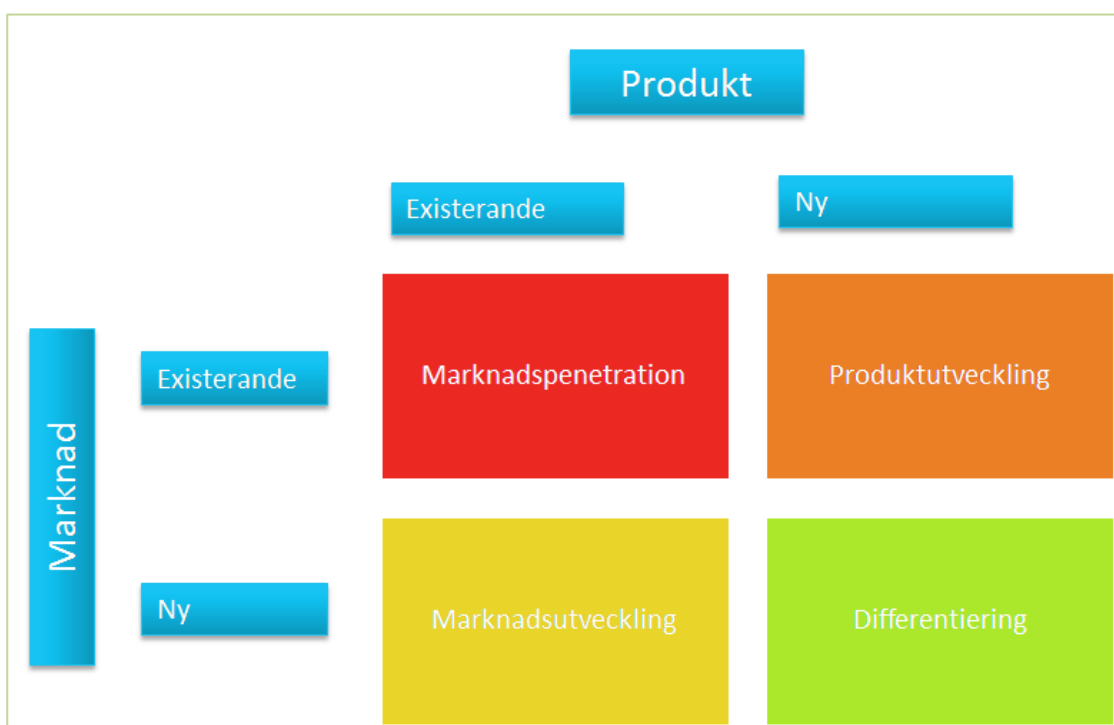 Produkt
Existerande
Ny
Marknad
Existerande
Marknadspenetration
Produktutveckling
Ny
Marknadsutveckling
Differentiering